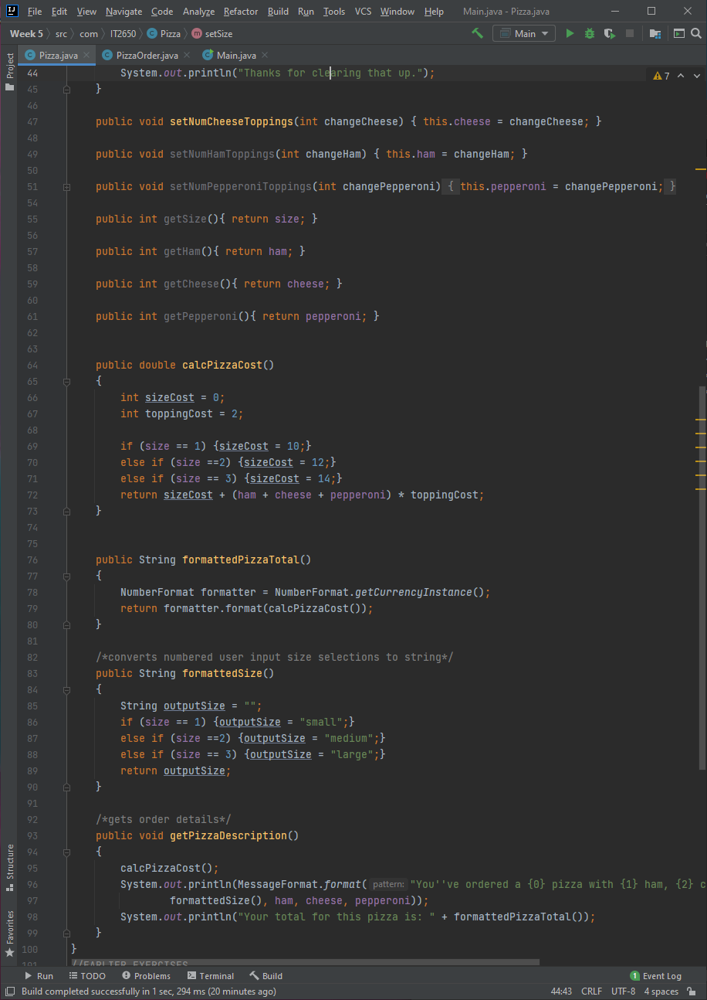 File Edit View Navigate Code Analyze Refactor Build Run Tools VCS Window Help Main.java - Pizza.java
Week 5 src com IT2650 Pizza setSize Main
Pizza.java PizzaOrder.java Main.java
Project
7
44 System.out.println("Thanks for clearing that up.");
45 }
46
47 public void setNumCheeseToppings(int changeCheese) { this.cheese = changeCheese; }
48
49 public void setNumHamToppings(int changeHam) { this.ham = changeHam; }
50
51 public void setNumPepperoniToppings(int changePepperoni) { this.pepperoni = changePepperoni; }
54
55 public int getSize(){ return size; }
56
57 public int getHam(){ return ham; }
58
59 public int getCheese(){ return cheese; }
60
61 public int getPepperoni(){ return pepperoni; }
62
63
64 public double calcPizzaCost()
65 {
66 int sizeCost = 0;
67 int toppingCost = 2;
68
69 if (size == 1) {sizeCost = 10;}
70 else if (size ==2) {sizeCost = 12;}
71 else if (size == 3) {sizeCost = 14;}
72 return sizeCost + (ham + cheese + pepperoni) * toppingCost;
73 }
74
75
76 public String formattedPizzaTotal()
77 {
78 NumberFormat formatter = NumberFormat.getCurrencyInstance();
79 return formatter.format(calcPizzaCost());
80 }
81
82 /*converts numbered user input size selections to string*/
83 public String formattedSize()
84 {
85 String outputSize = "";
86 if (size == 1) {outputSize = "small";}
87 else if (size ==2) {outputSize = "medium";}
88 else if (size == 3) {outputSize = "large";}
89 return outputSize;
90 }
91
92 /*gets order details*/
93 public void getPizzaDescription()
94 {
95 calcPizzaCost();
96 System.out.println(MessageFormat.format( pattern: "You''ve ordered a {0} pizza with {1} ham, {2} c
97 formattedSize(), ham, cheese, pepperoni));
98 System.out.println("Your total for this pizza is: " + formattedPizzaTotal());
99 }
100 }
101 //EARLIER EXERCISES
Structure
Favorites
Run TODO Problems Terminal Build 1 Event Log
Build completed successfully in 1 sec, 294 ms (20 minutes ago) 44:43 CRLF UTF-8 4 spaces